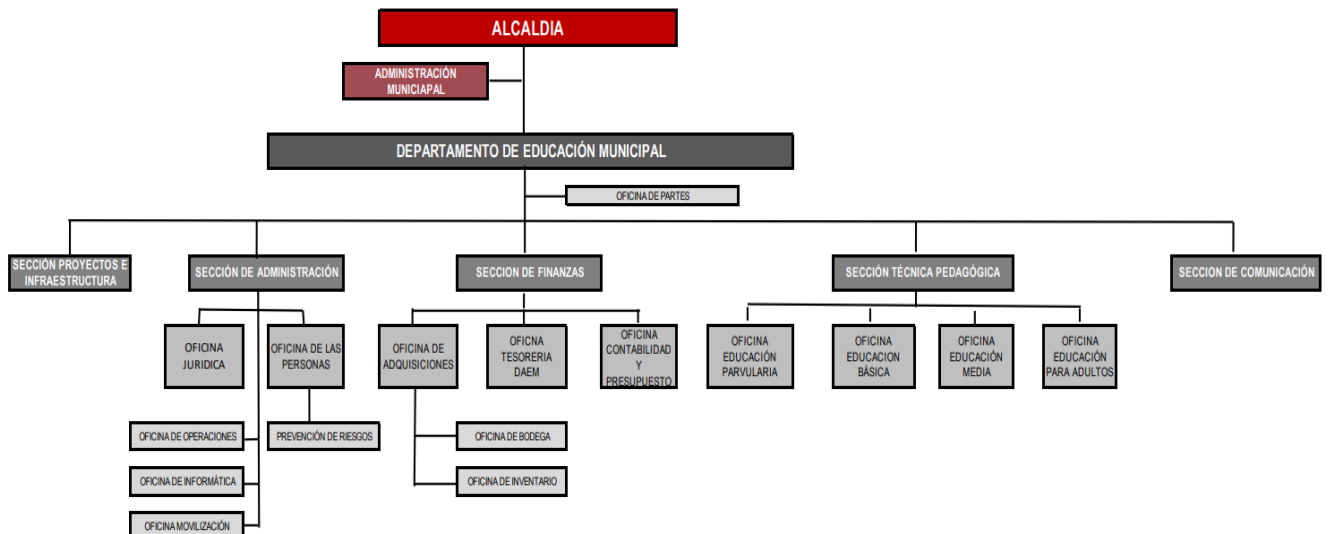 ALCALDIA
ADMINISTRACIÓN
MUNICIAPAL
DEPARTAMENTO DE EDUCACIÓN MUNICIPAL
OFICINA DE PARTES
SECCIÓN PROYECTOS E
INFRAESTRUCTURA
SECCIÓN DE ADMINISTRACIÓN
SECCION DE FINANZAS
SECCIÓN TÉCNICA PEDAGÓGICA
SECCION DE COMUNICACIÓN
OFICINA
JURIDICA
OFICINA DE LAS
PERSONAS
OFICINA DE
ADQUISICIONES
OFICNA
TESORERIA
DAEM
OFICINA
CONTABILIDAD
Y
PRESUPUESTO
OFICINA
EDUCACIÓN
PARVULARIA
OFICINA
EDUCACION
BÁSICA
OFICINA
EDUCACIÓN
MEDIA
OFICINA
EDUCACIÓN
PARA ADULTOS
OFICINA DE OPERACIONES
PREVENCIÓN DE RIESGOS
OFICINA DE BODEGA
OFICINA DE INFORMÁTICA
OFICINA DE INVENTARIO
OFICINA MOVILIZACIÓN